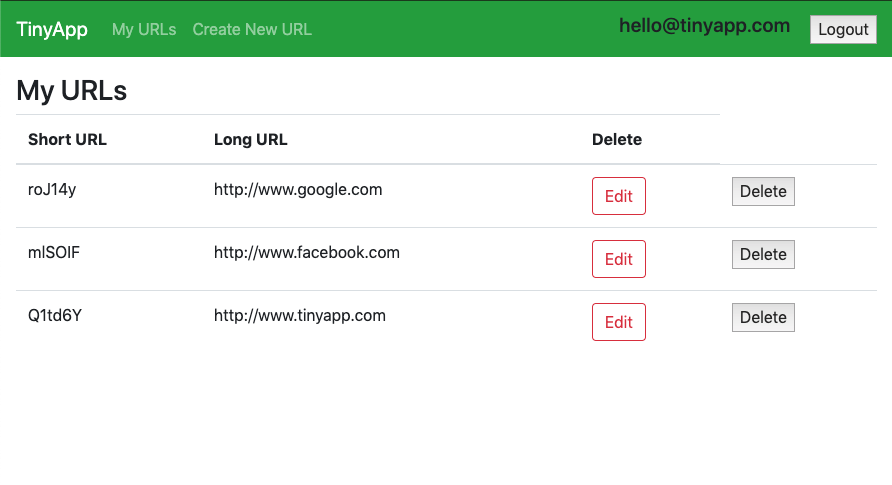 TinyApp My URLs Create New URL hello@tinyapp.com Logout
My URLs
Short URL Long URL Delete
roJ14y http://www.google.com Edit Delete
mlSOIF http://www.facebook.com Edit Delete
Q1td6Y http://www.tinyapp.com Edit Delete